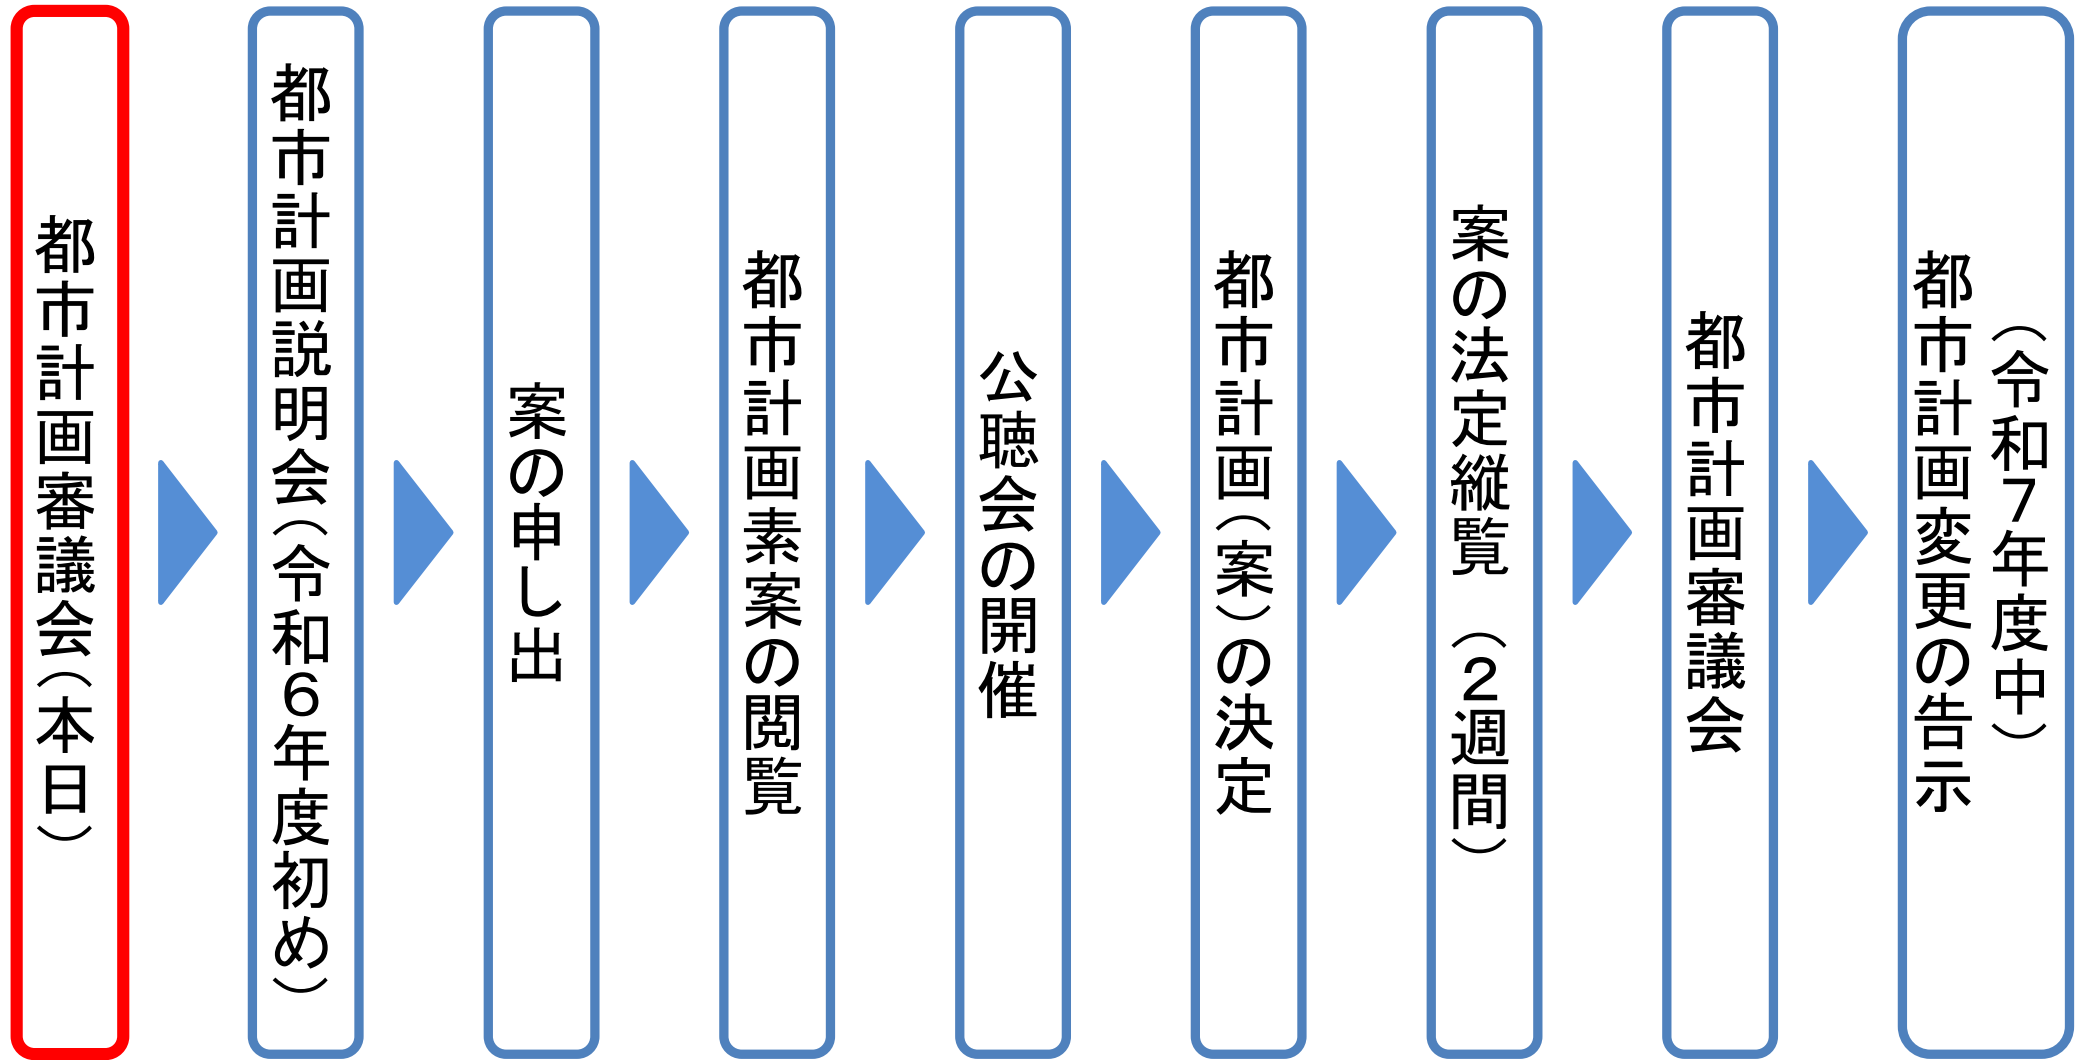 都市計画審議会（本日）
都市計画説明会（令和６年度初め）
案の申し出
都市計画素案の閲覧
公聴会の開催
都市計画（案）の決定
案の法定縦覧　（２週間）
都市計画審議会
都市計画変更の告示
（令和７年度中）